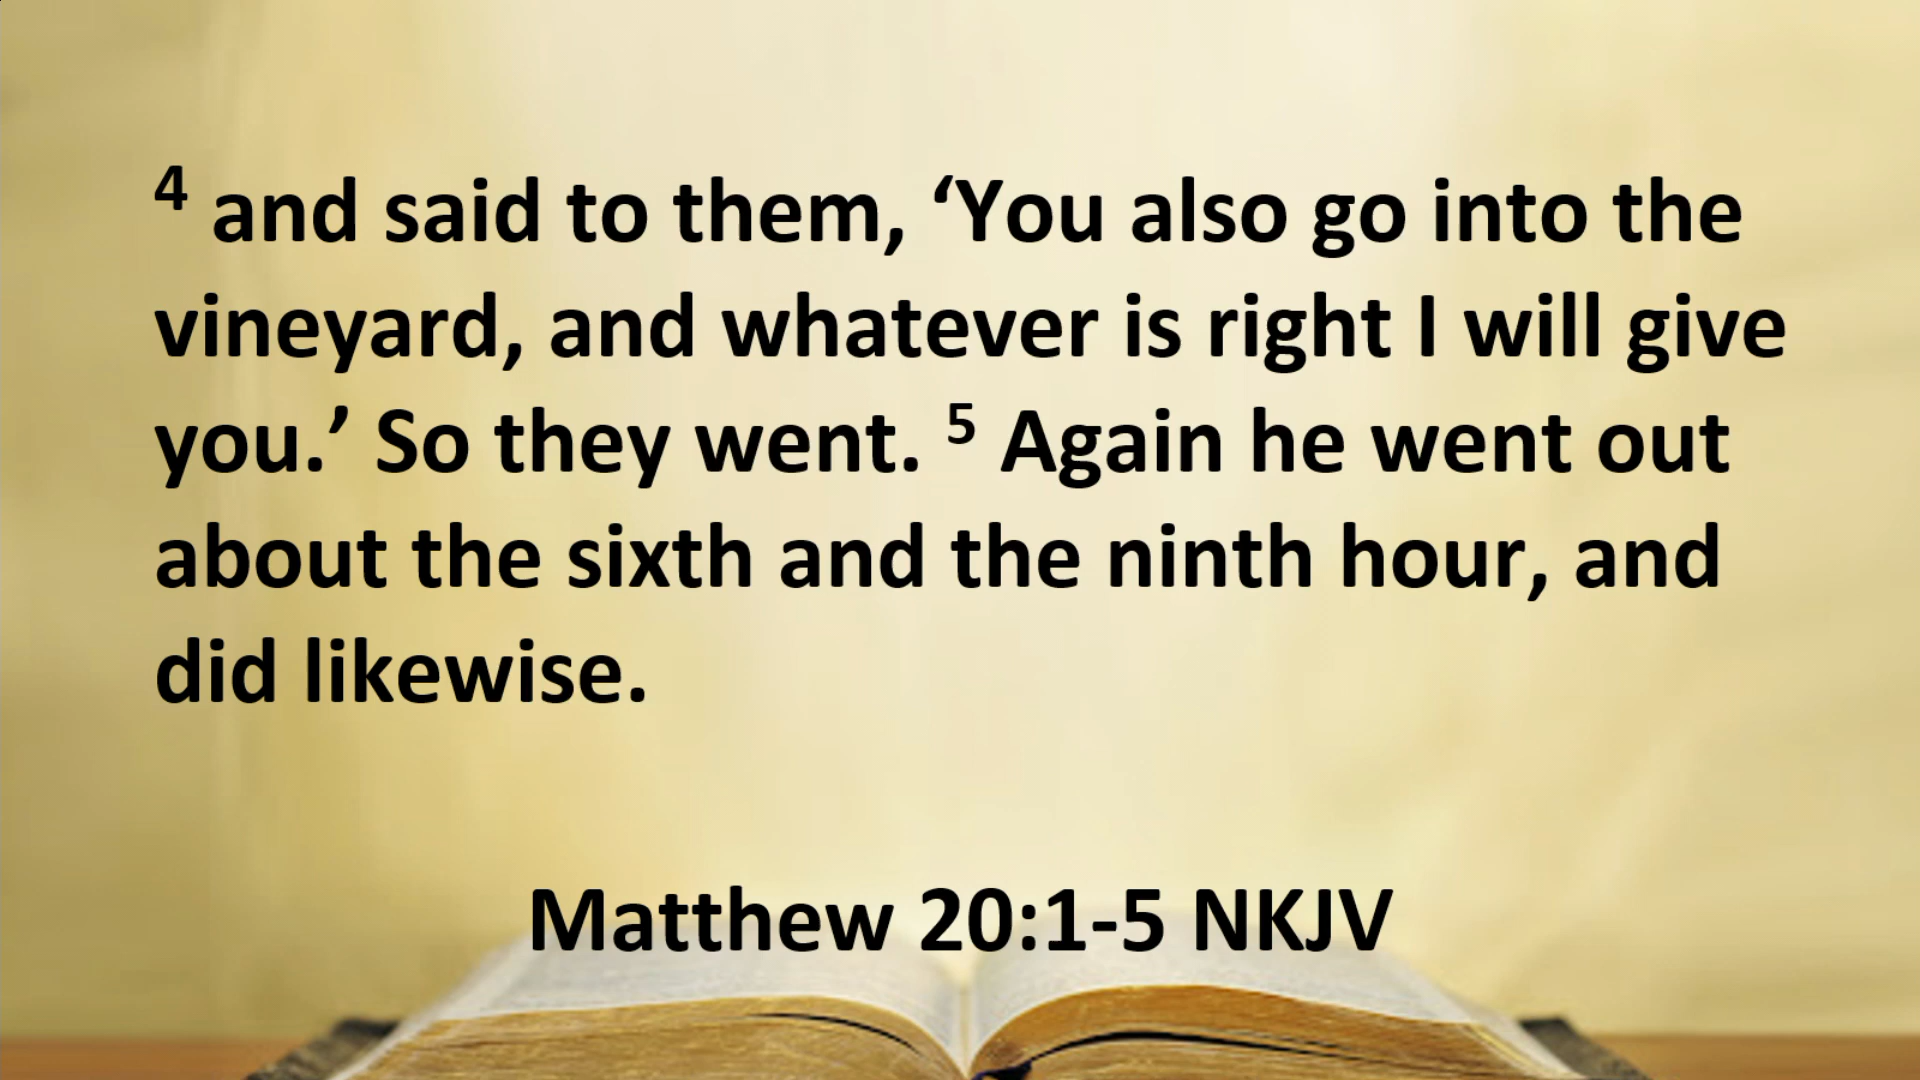 4 and said to them, ‘You also go into the
vineyard, and whatever is right I will give
you.’ So they went. 5 Again he went out
about the sixth and the ninth hour, and
did likewise.
Matthew 20:1-5 NKJV